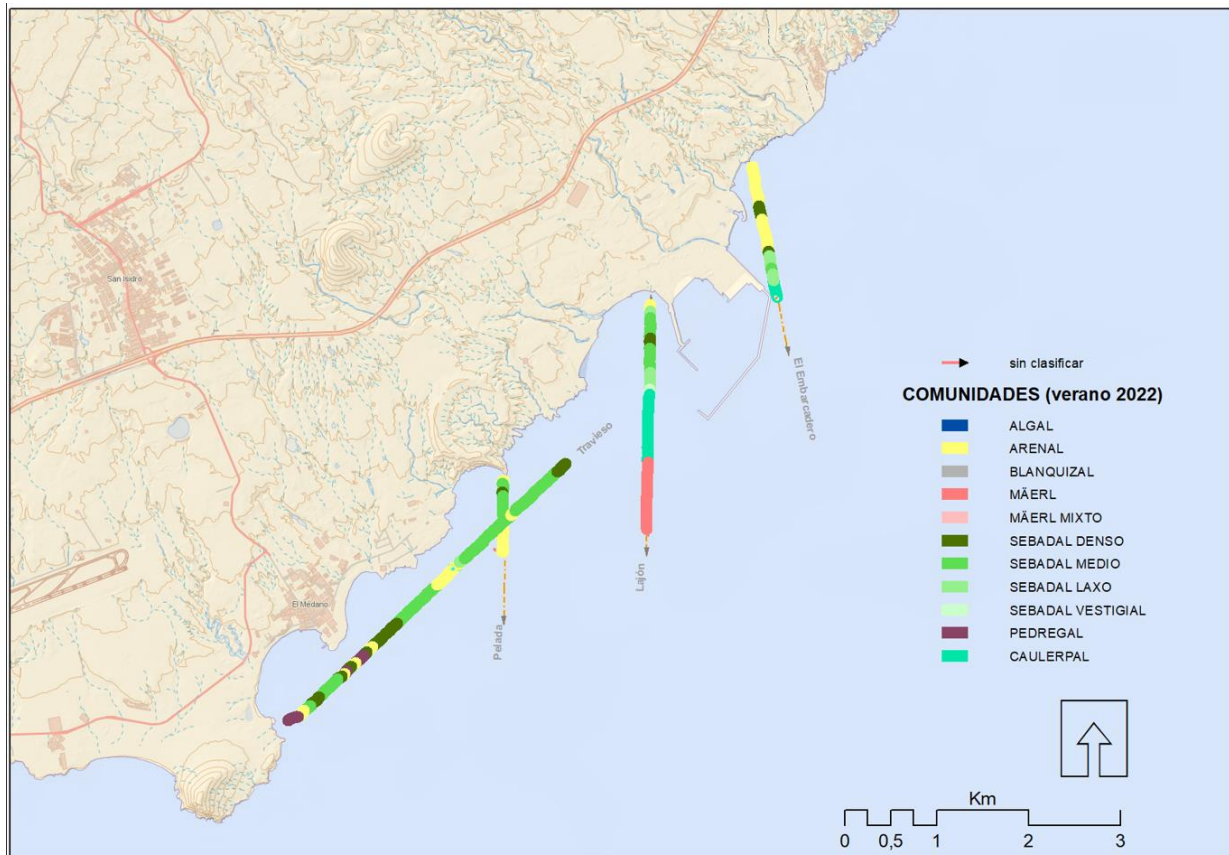 San Isidro
El Embarcadero
Travieso
Lajón
Pelada
El Médano
sin clasificar
COMUNIDADES (verano 2022)
ALGAL
ARENAL
BLANQUIZAL
MÄERL
MÄERL MIXTO
SEBADAL DENSO
SEBADAL MEDIO
SEBADAL LAXO
SEBADAL VESTIGIAL
PEDREGAL
CAULERPAL
Km
0 0,5 1 2 3